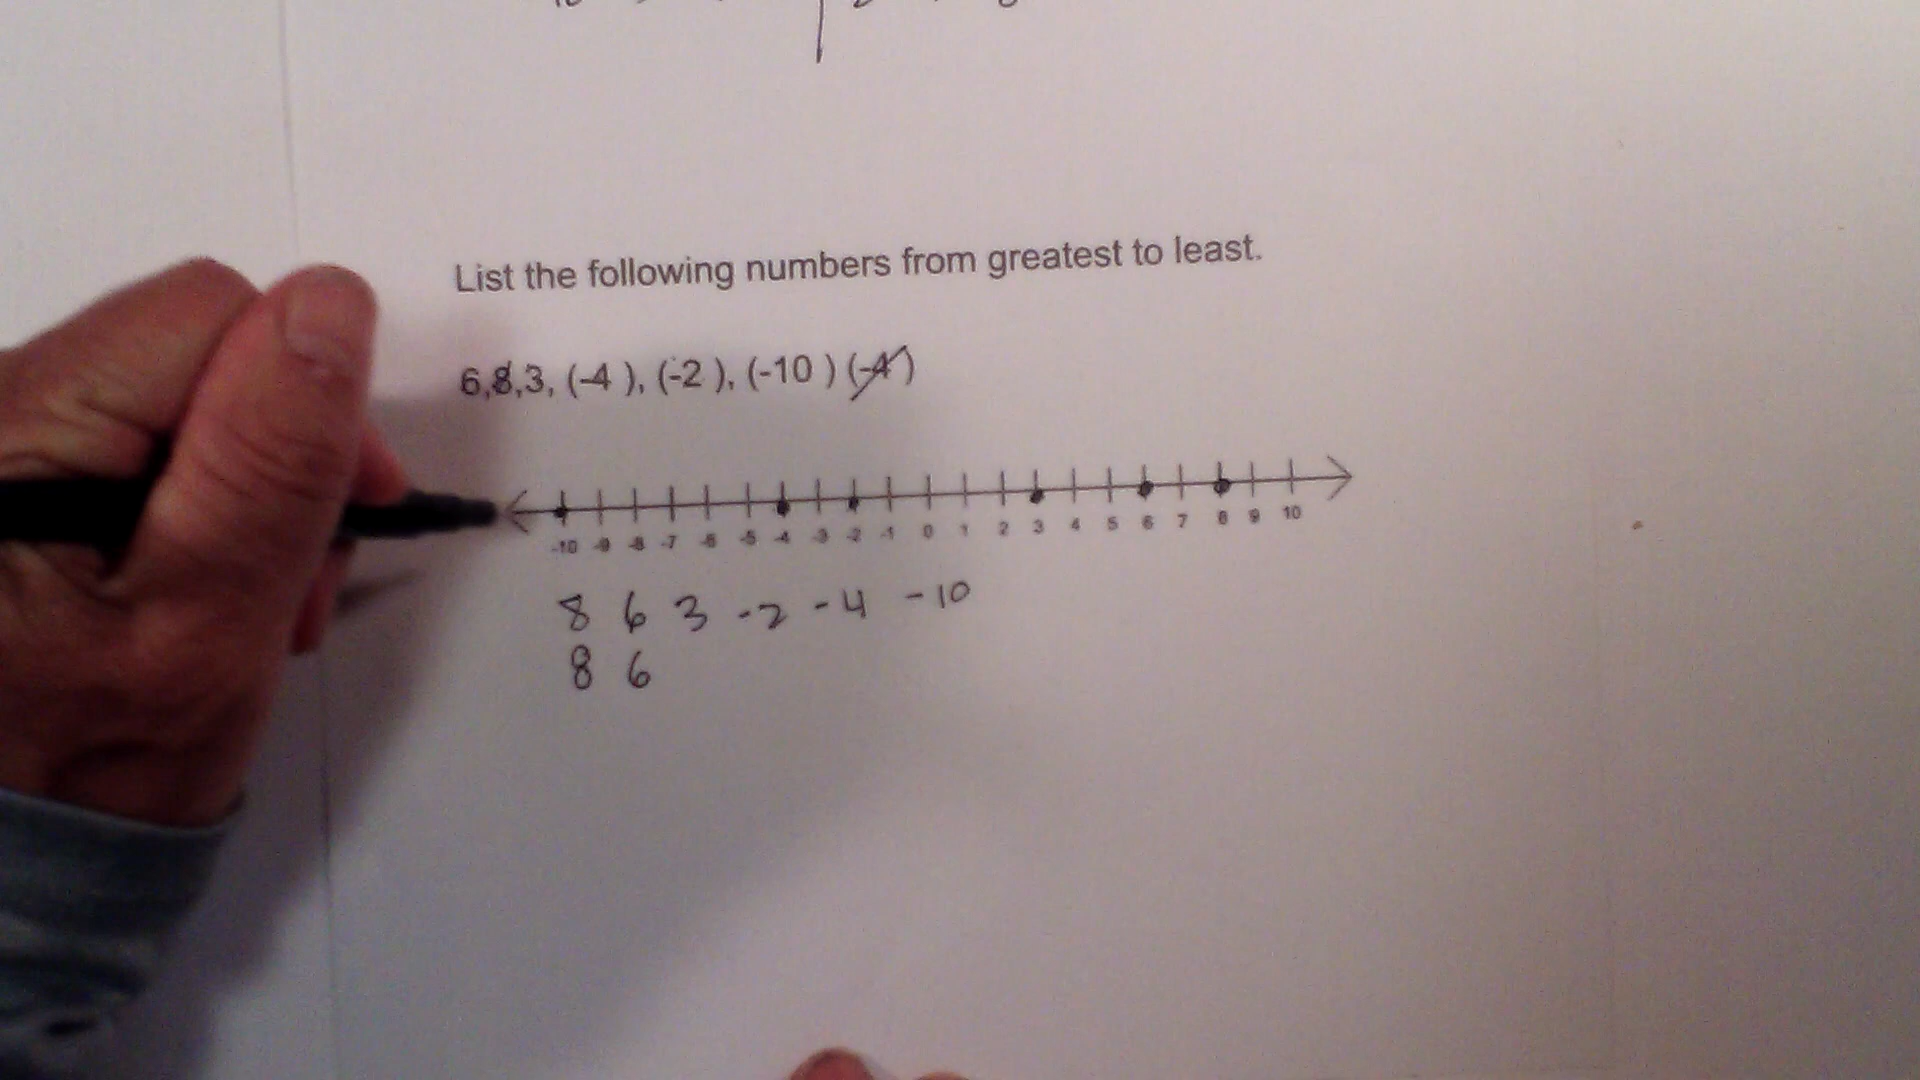 List the following numbers from greatest to least.
6,8,3, (-4 ), (-2 ), (-10 ) (-4)
-10 -9 -8 -7 -6 -5 -4 -3 -2 -1 0 1 2 3 4 5 6 7 8 9 10
8 6 3 -2 -4 -10
8 6